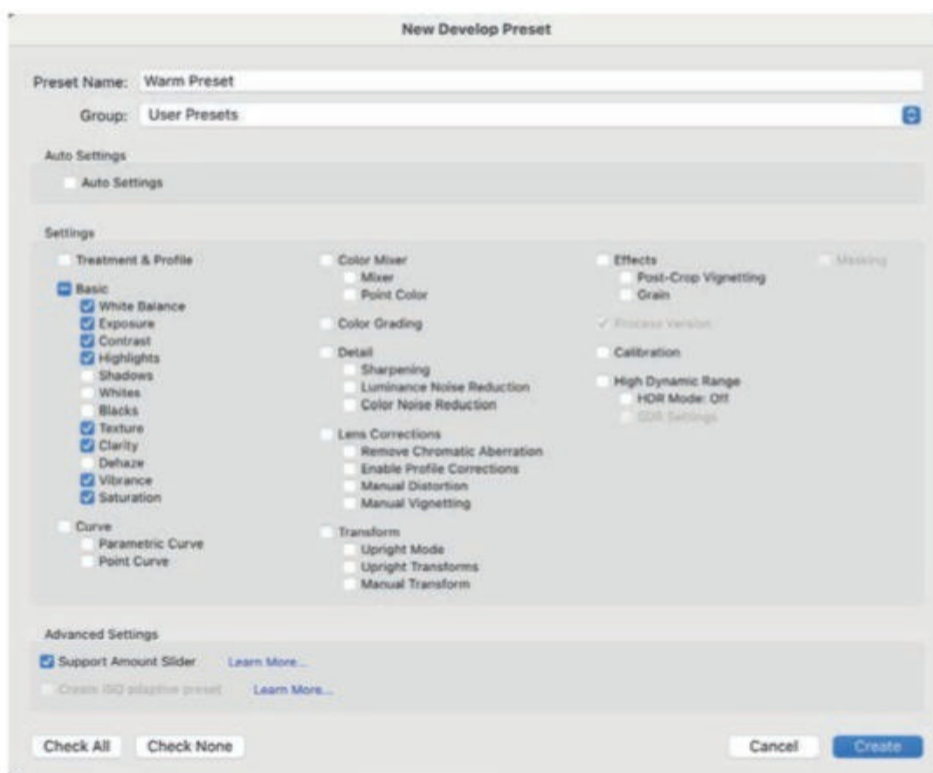 New Develop Preset
Preset Name: Warm Preset
Group: User Presets
Auto Settings
Auto Settings
Settings
Treatment & Profile
Basic
White Balance
Exposure
Contrast
Highlights
Shadows
Whites
Blacks
Texture
Clarity
Dehaze
Vibrance
Saturation
Curve
Parametric Curve
Point Curve
Color Mixer
Mixer
Point Color
Color Grading
Detail
Sharpening
Luminance Noise Reduction
Color Noise Reduction
Lens Corrections
Remove Chromatic Aberration
Enable Profile Corrections
Manual Distortion
Manual Vignetting
Transform
Upright Mode
Upright Transforms
Manual Transform
Effects
Post-Crop Vignetting
Grain
Process Version
Calibration
High Dynamic Range
HDR Mode: Off
SDR Settings
Masking
Advanced Settings
Support Amount Slider Learn More...
Create ISO adaptive preset Learn More...
Check All Check None Cancel Create